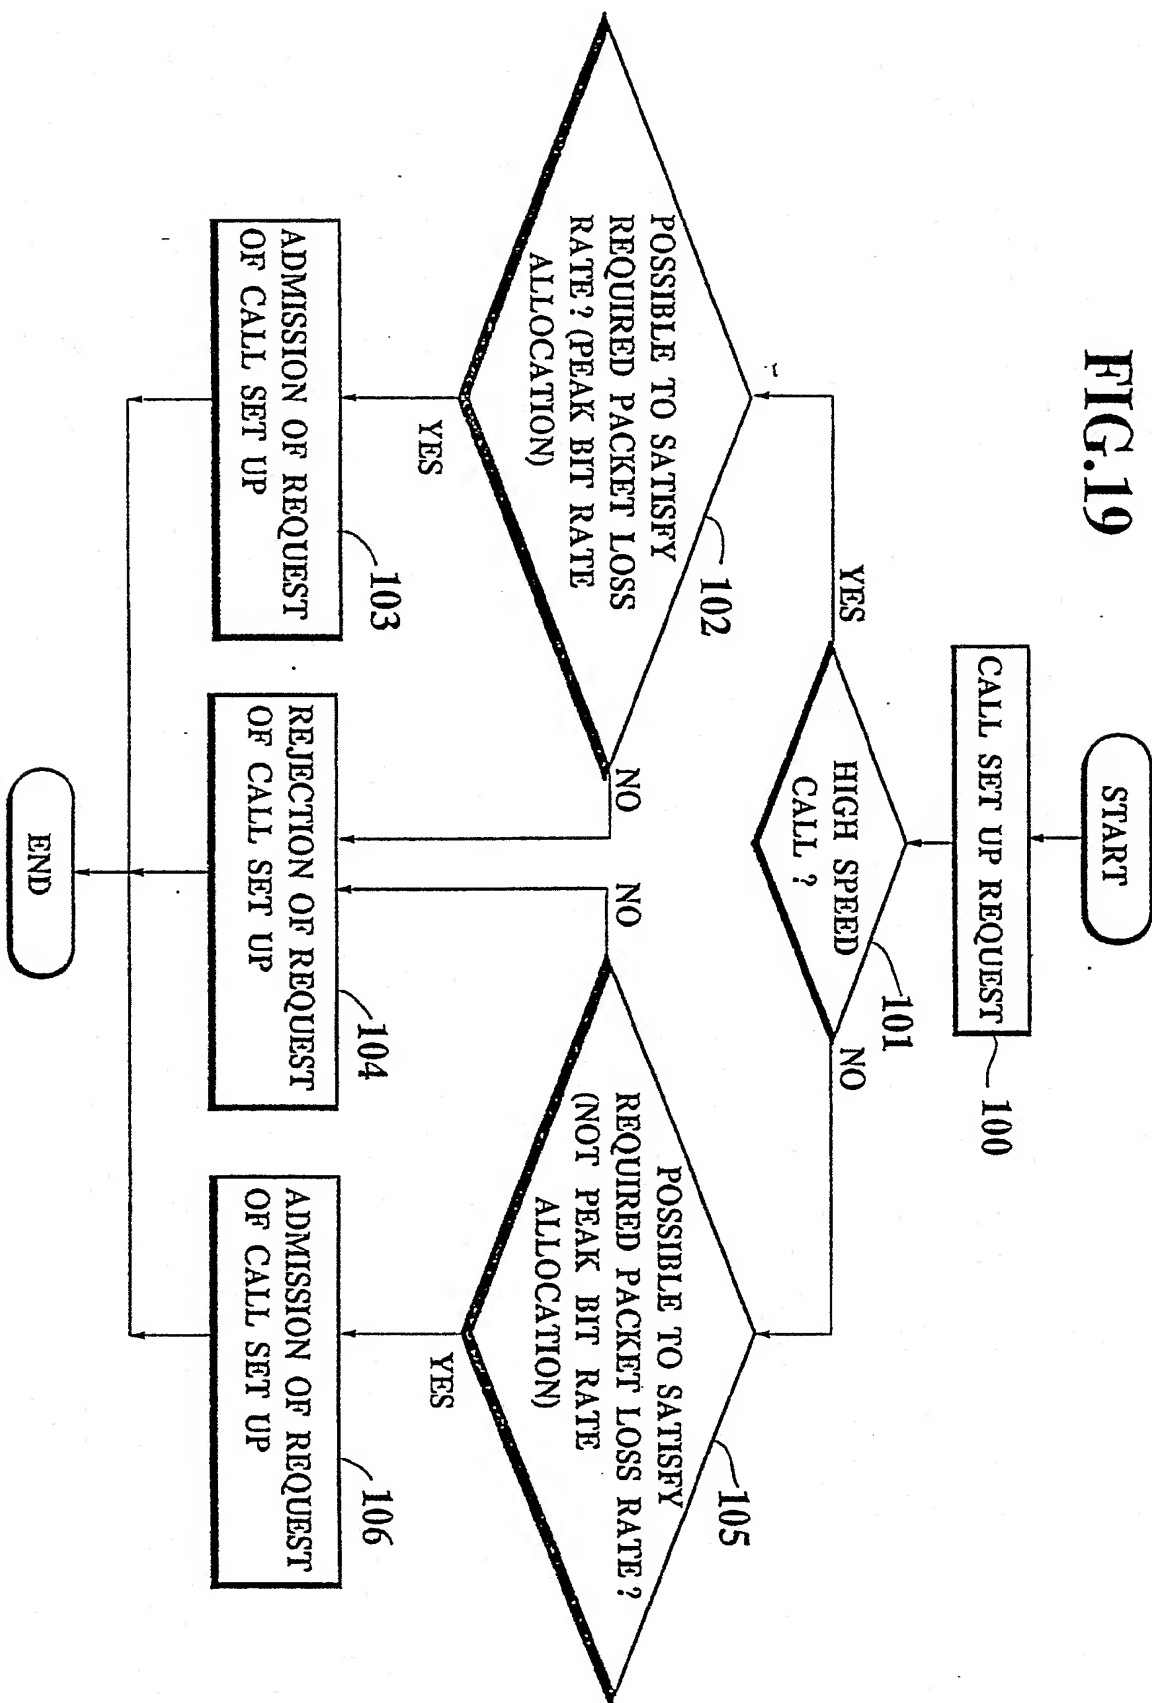 FIG.19
START
CALL SET UP REQUEST
100
HIGH SPEED
CALL ?
101
YES
NO
POSSIBLE TO SATISFY
REQUIRED PACKET LOSS
RATE? (PEAK BIT RATE
ALLOCATION)
102
NO
YES
POSSIBLE TO SATISFY
REQUIRED PACKET LOSS RATE?
(NOT PEAK BIT RATE
ALLOCATION)
105
NO
YES
ADMISSION OF REQUEST
OF CALL SET UP
103
REJECTION OF REQUEST
OF CALL SET UP
104
ADMISSION OF REQUEST
OF CALL SET UP
106
END